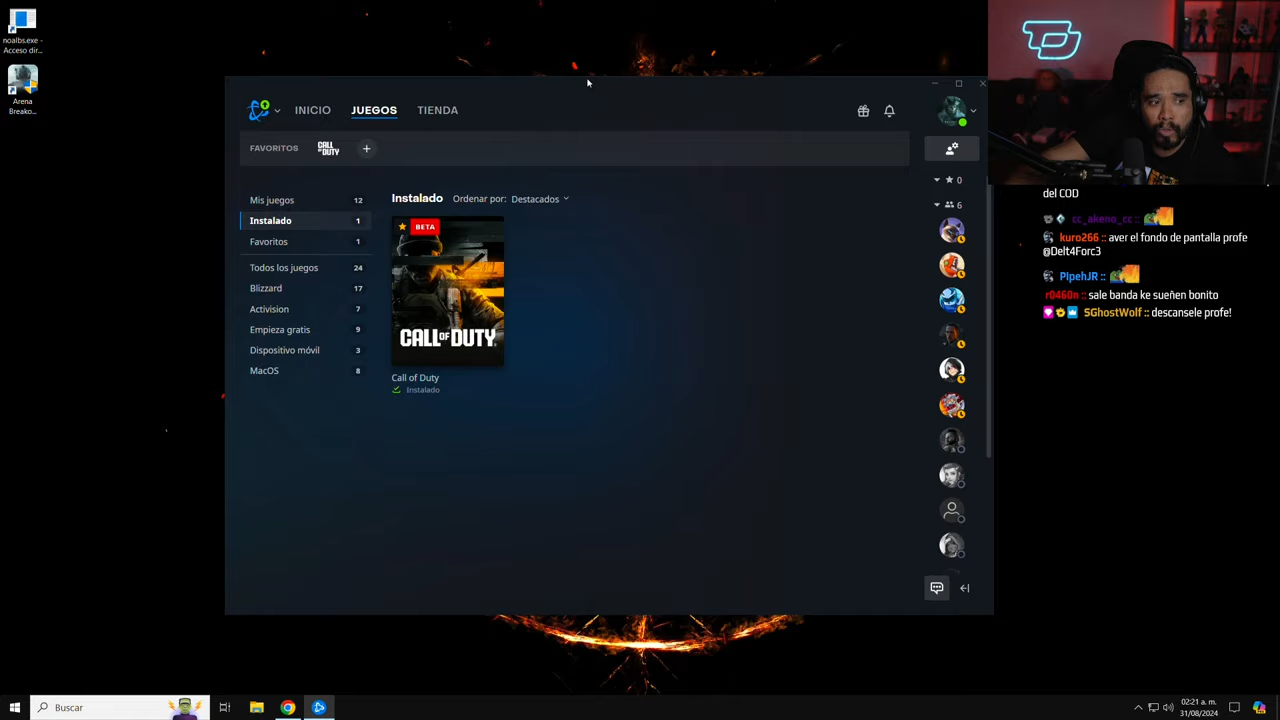 noalbs.exe -
Acceso dir...
Arena
Breako...
INICIO
JUEGOS
TIENDA
FAVORITOS
CALL OF DUTY
Mis juegos 12
Instalado 1
Favoritos 1
Todos los juegos 24
Blizzard 17
Activision 7
Empieza gratis 9
Dispositivo móvil 3
MacOS 8
Instalado
Ordenar por: Destacados
BETA
CALL OF DUTY
Call of Duty
Instalado
0
6
del COD
cc_akeno_cc ::
kuro266 :: aver el fondo de pantalla profe
@Delt4Forc3
PIpehJR ::
r0460n :: sale banda ke sueñen bonito
SGhostWolf :: descansele profe!
Buscar
02:21 a. m.
31/08/2024